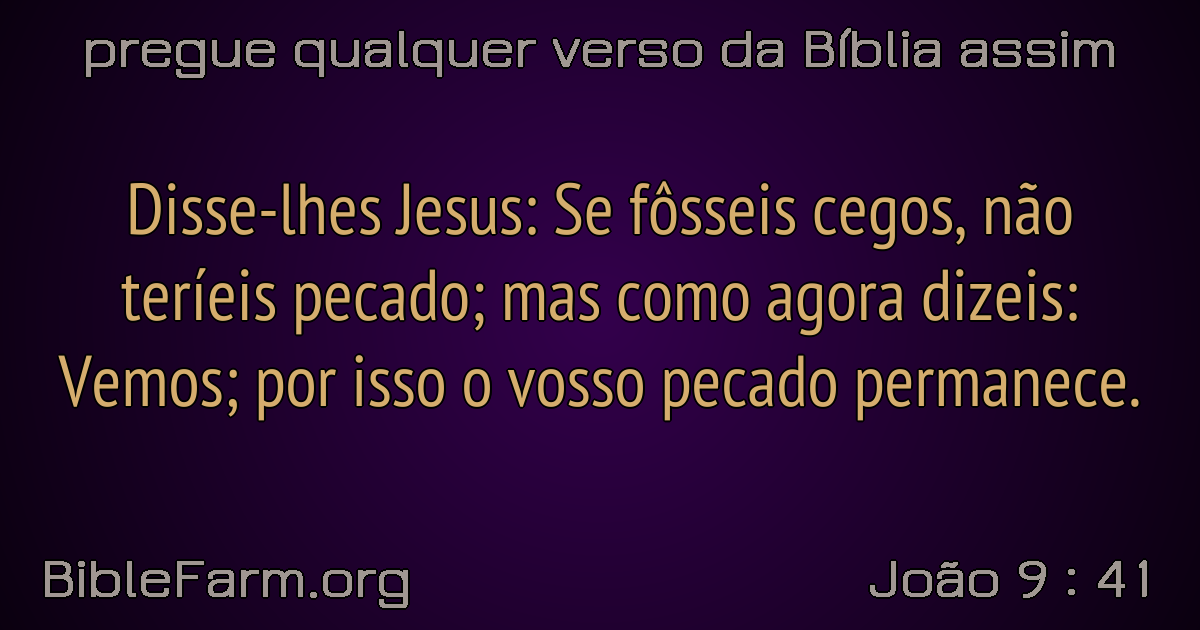 pregue qualquer verso da Bíblia assim
Disse-lhes Jesus: Se fôsseis cegos, não
teríeis pecado; mas como agora dizeis:
Vemos; por isso o vosso pecado permanece.
BibleFarm.org
João 9 : 41